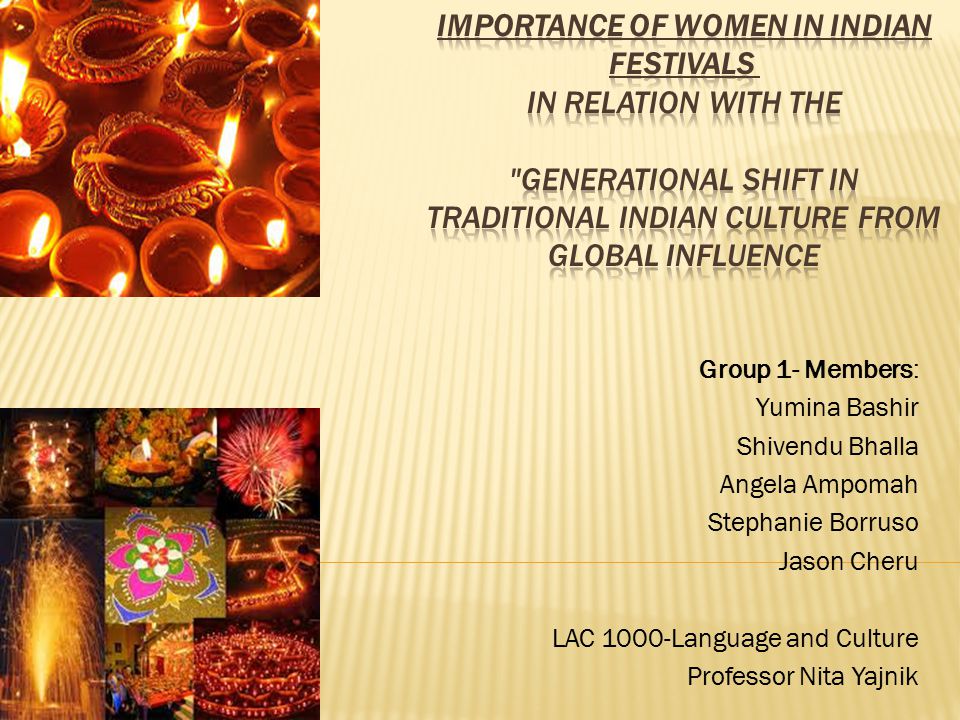 IMPORTANCE OF WOMEN IN INDIAN
FESTIVALS
IN RELATION WITH THE
"GENERATIONAL SHIFT IN
TRADITIONAL INDIAN CULTURE FROM
GLOBAL INFLUENCE
Group 1- Members:
Yumina Bashir
Shivendu Bhalla
Angela Ampomah
Stephanie Borruso
Jason Cheru
LAC 1000-Language and Culture
Professor Nita Yajnik